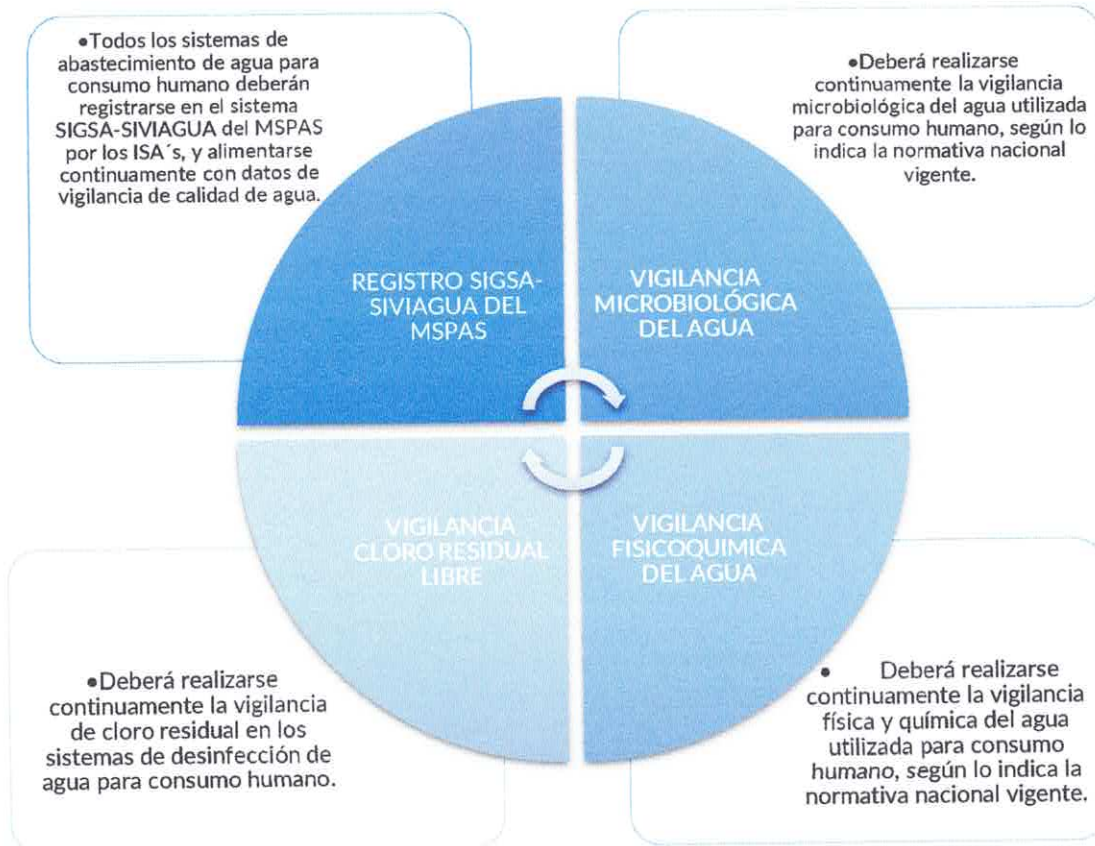 •Todos los sistemas de
abastecimiento de agua para
consumo humano deberán
registrarse en el sistema
SIGSA-SIVIAGUA del MSPAS
por los ISA´s, y alimentarse
continuamente con datos de
vigilancia de calidad de agua.
•Deberá realizarse
continuamente la vigilancia
microbiológica del agua utilizada
para consumo humano, según lo
indica la normativa nacional
vigente.
REGISTRO SIGSA-
SIVIAGUA DEL
MSPAS
VIGILANCIA
MICROBIOLÓGICA
DEL AGUA
VIGILANCIA
CLORO RESIDUAL
LIBRE
VIGILANCIA
FISICOQUIMICA
DEL AGUA
•Deberá realizarse
continuamente la vigilancia
de cloro residual en los
sistemas de desinfección de
agua para consumo humano.
• Deberá realizarse
continuamente la vigilancia
física y química del agua
utilizada para consumo
humano, según lo indica la
normativa nacional vigente.